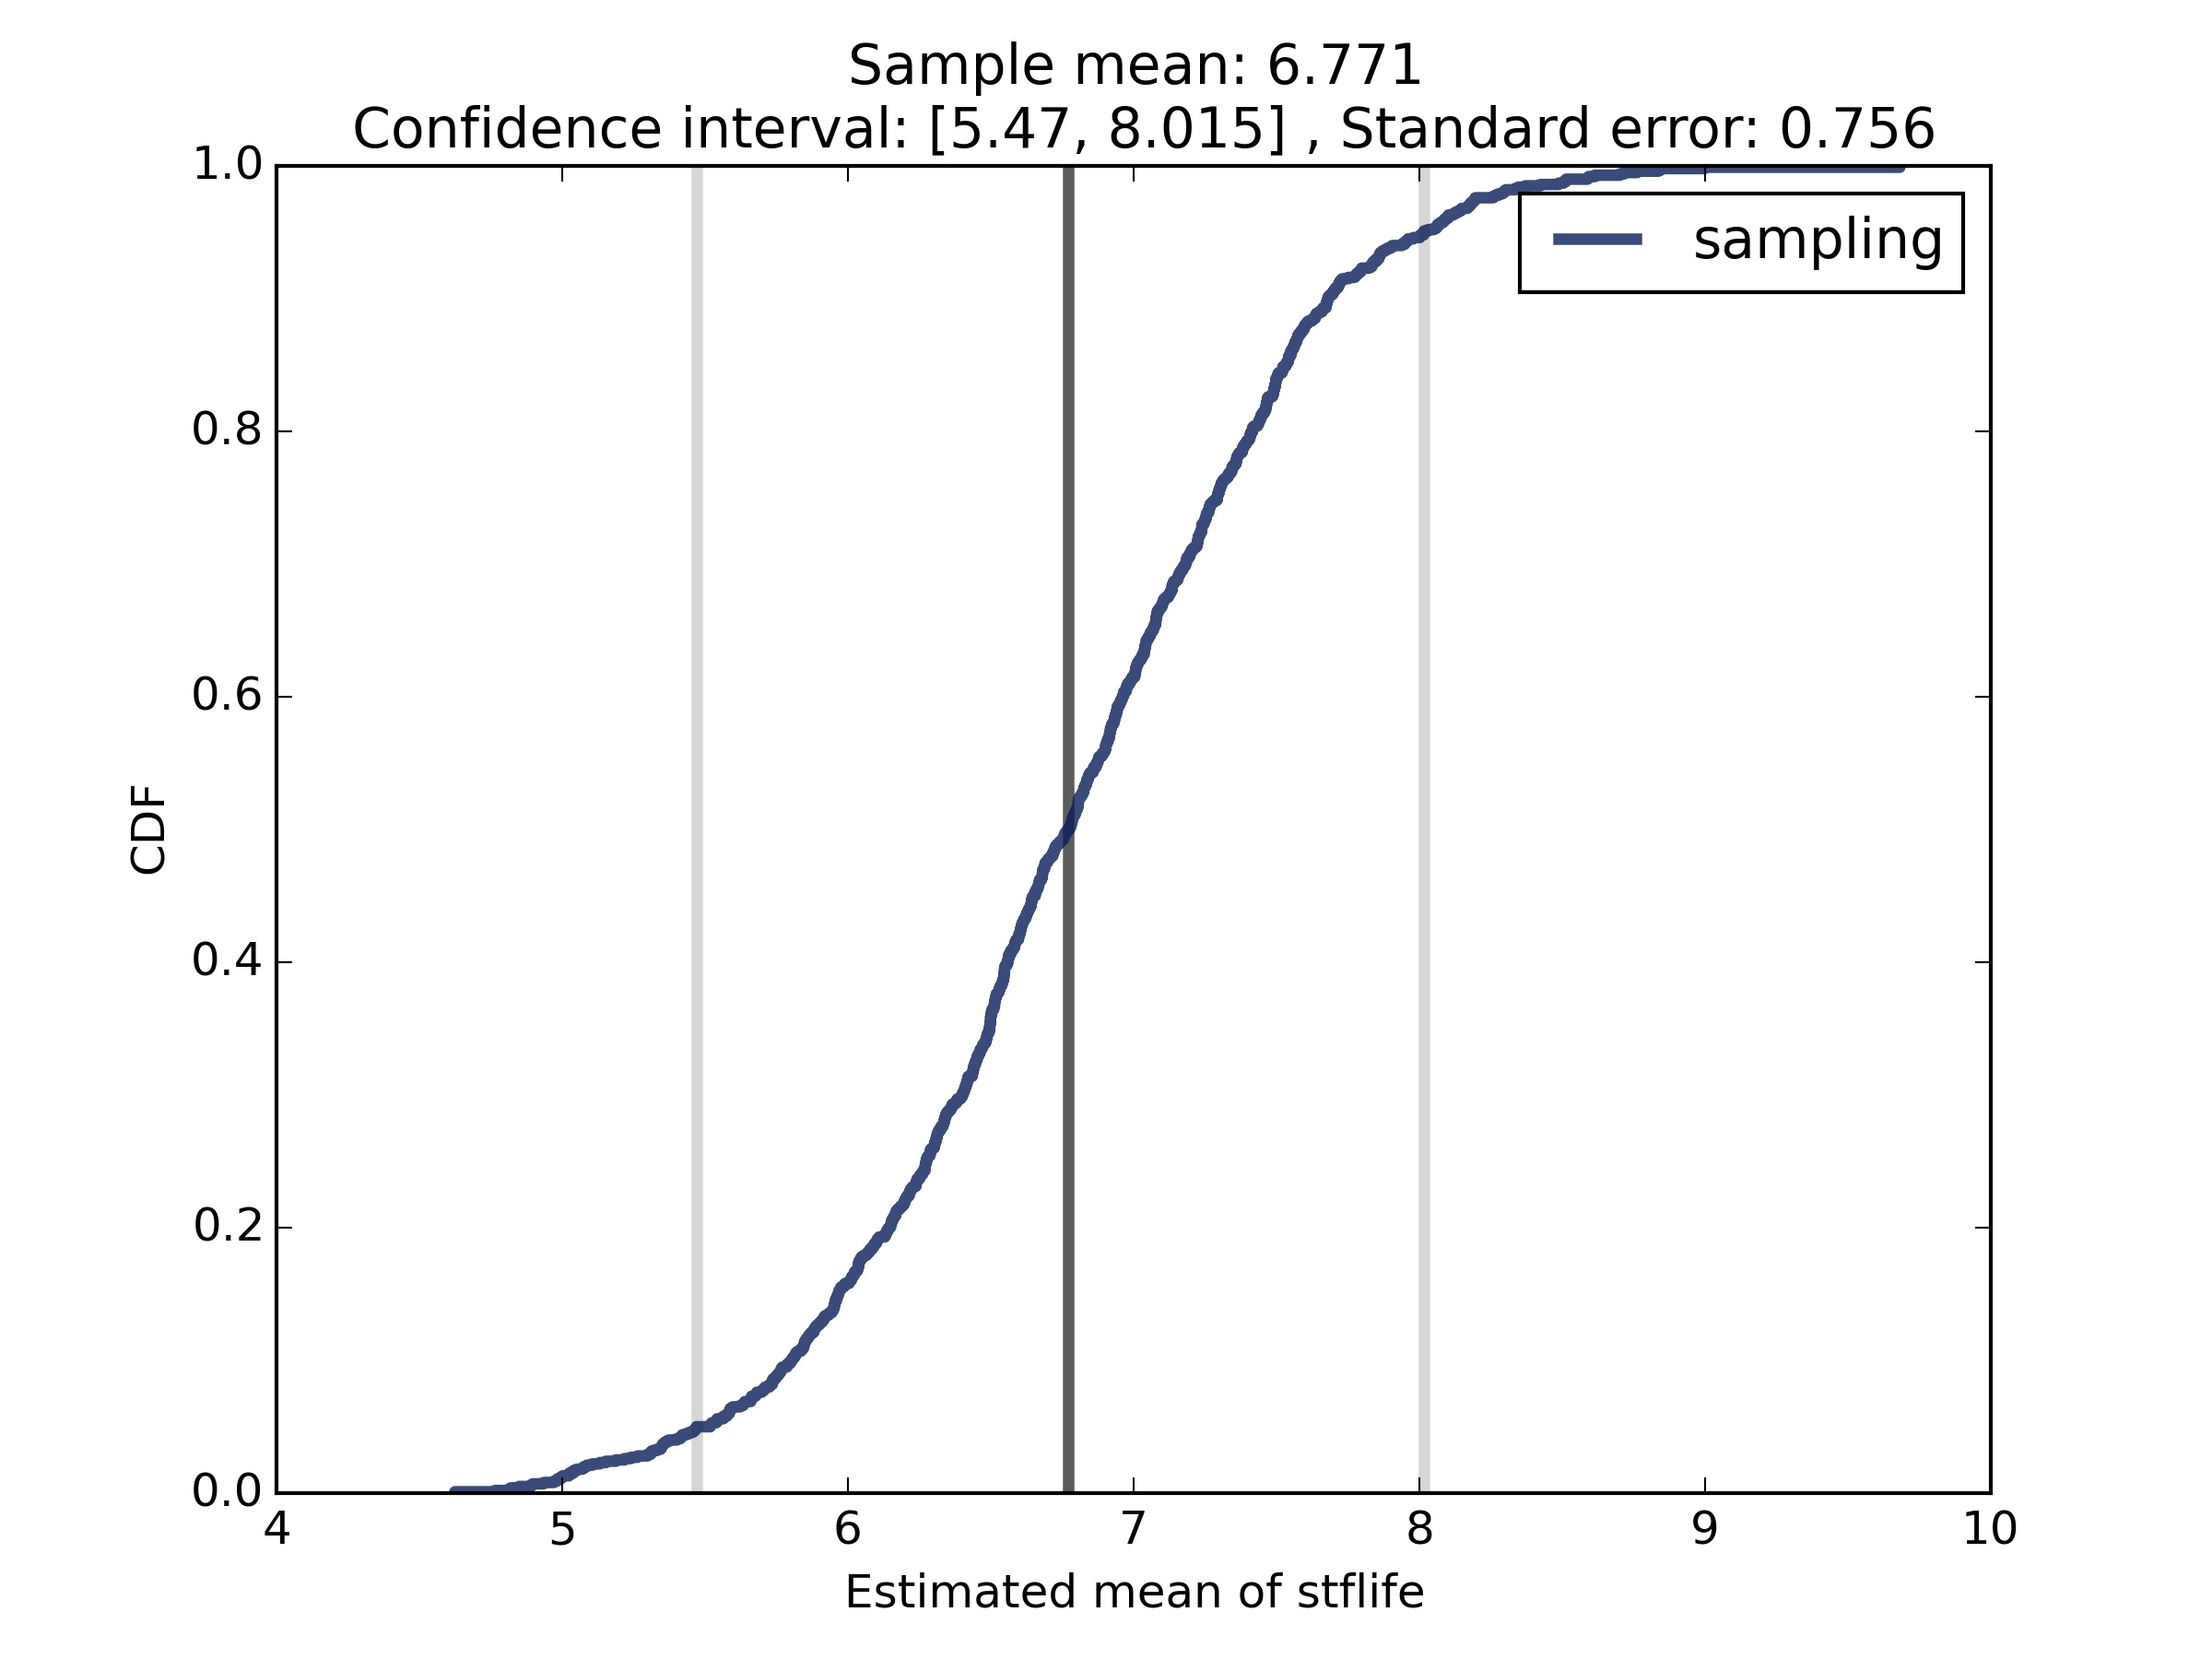 Sample mean: 6.771
Confidence interval: [5.47, 8.015] , Standard error: 0.756
1.0
0.8
0.6
0.4
0.2
0.0
CDF
sampling
4 5 6 7 8 9 10
Estimated mean of stflife